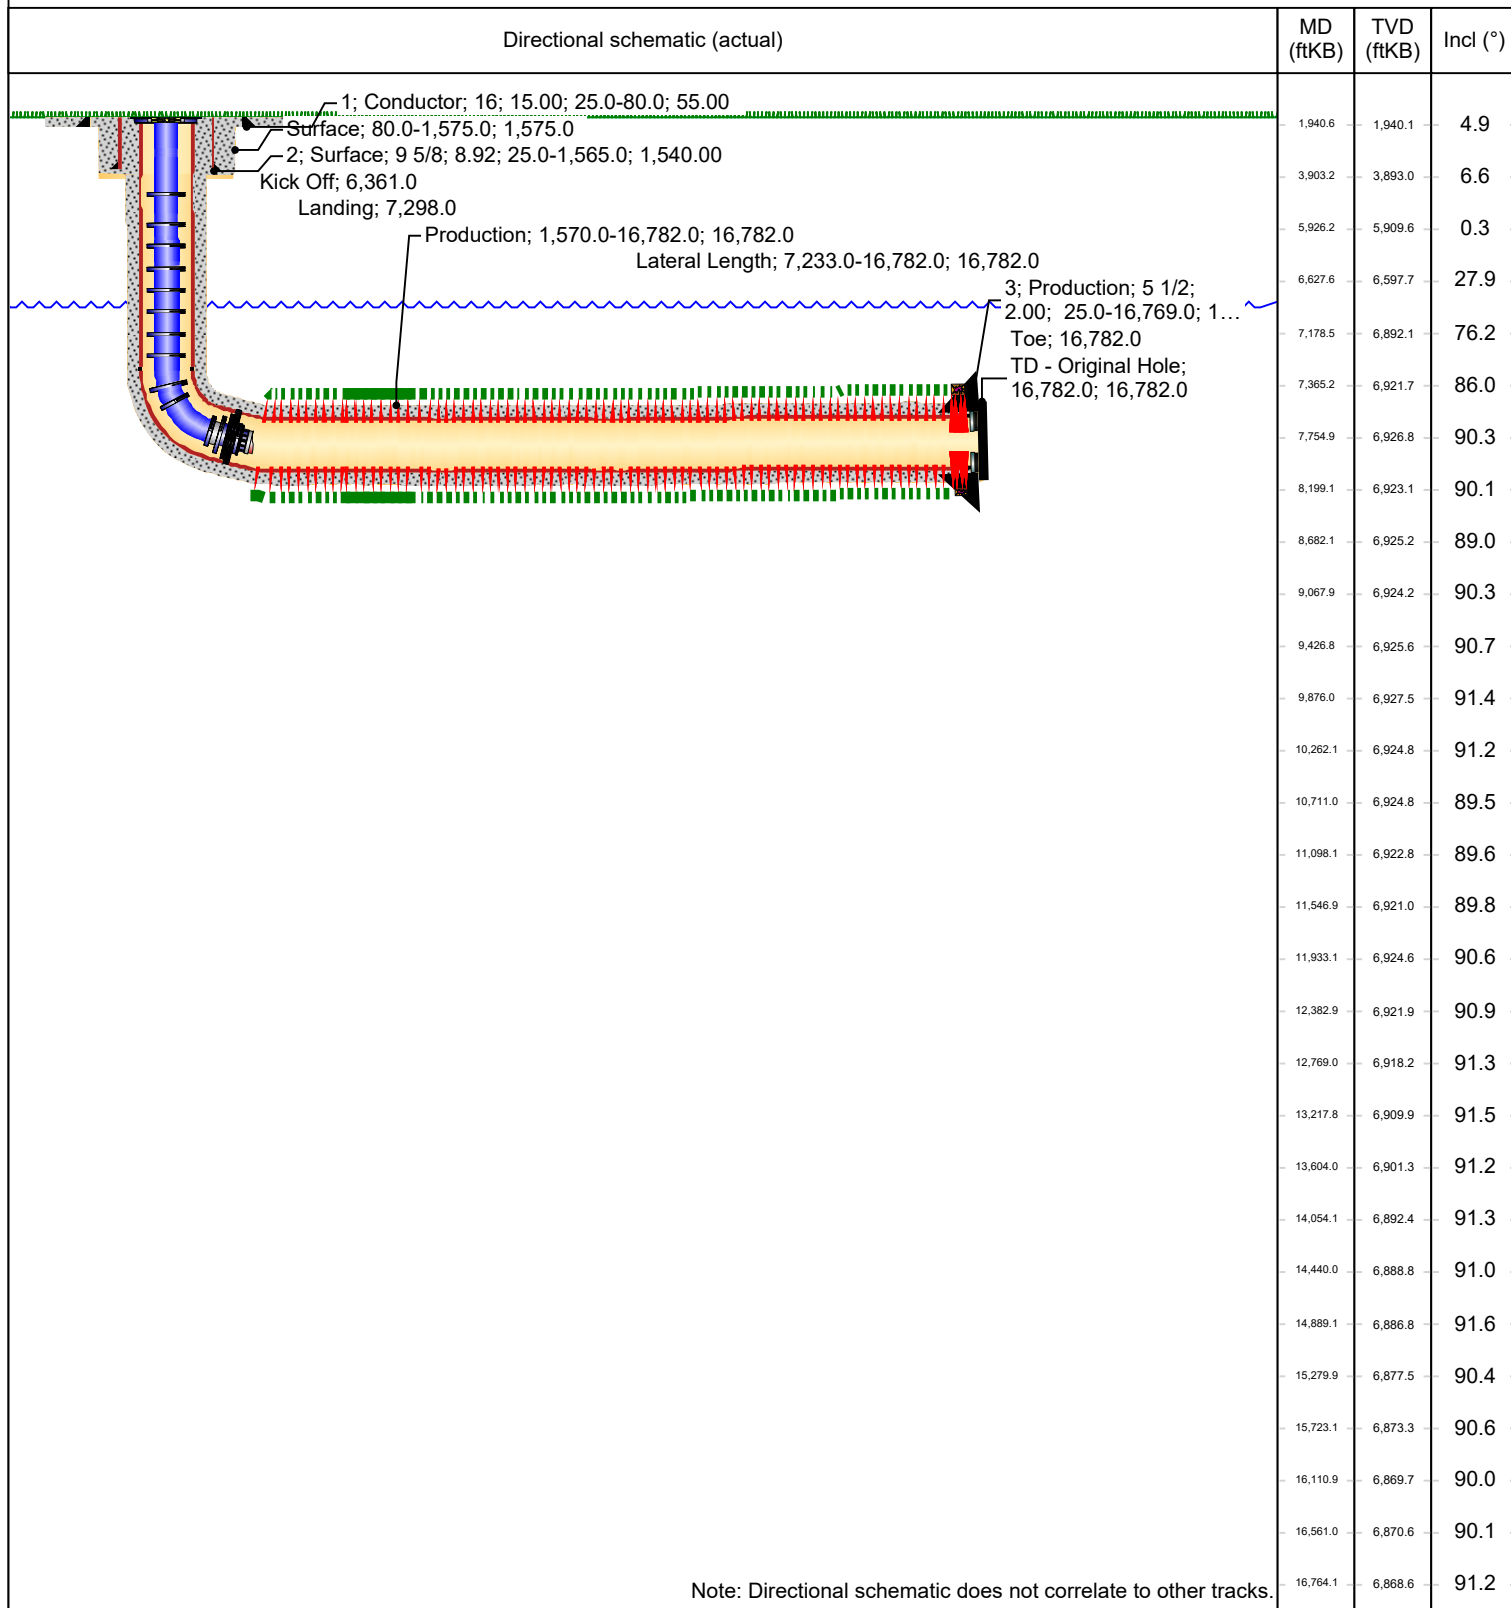 Directional schematic (actual)
MD
(ftKB)
TVD
(ftKB)
Incl (°)
1; Conductor; 16; 15.00; 25.0-80.0; 55.00
Surface; 80.0-1,575.0; 1,575.0
2; Surface; 9 5/8; 8.92; 25.0-1,565.0; 1,540.00
Kick Off; 6,361.0
Landing; 7,298.0
Production; 1,570.0-16,782.0; 16,782.0
Lateral Length; 7,233.0-16,782.0; 16,782.0
3; Production; 5 1/2;
2.00; 25.0-16,769.0; 1…
Toe; 16,782.0
TD - Original Hole;
16,782.0; 16,782.0
1,940.6 1,940.1 4.9
3,903.2 3,893.0 6.6
5,926.2 5,909.6 0.3
6,627.6 6,597.7 27.9
7,178.5 6,892.1 76.2
7,365.2 6,921.7 86.0
7,754.9 6,926.8 90.3
8,199.1 6,923.1 90.1
8,682.1 6,925.2 89.0
9,067.9 6,924.2 90.3
9,426.8 6,925.6 90.7
9,876.0 6,927.5 91.4
10,262.1 6,924.8 91.2
10,711.0 6,924.8 89.5
11,098.1 6,922.8 89.6
11,546.9 6,921.0 89.8
11,933.1 6,924.6 90.6
12,382.9 6,921.9 90.9
12,769.0 6,918.2 91.3
13,217.8 6,909.9 91.5
13,604.0 6,901.3 91.2
14,054.1 6,892.4 91.3
14,440.0 6,888.8 91.0
14,889.1 6,886.8 91.6
15,279.9 6,877.5 90.4
15,723.1 6,873.3 90.6
16,110.9 6,869.7 90.0
16,561.0 6,870.6 90.1
16,764.1 6,868.6 91.2
Note: Directional schematic does not correlate to other tracks.